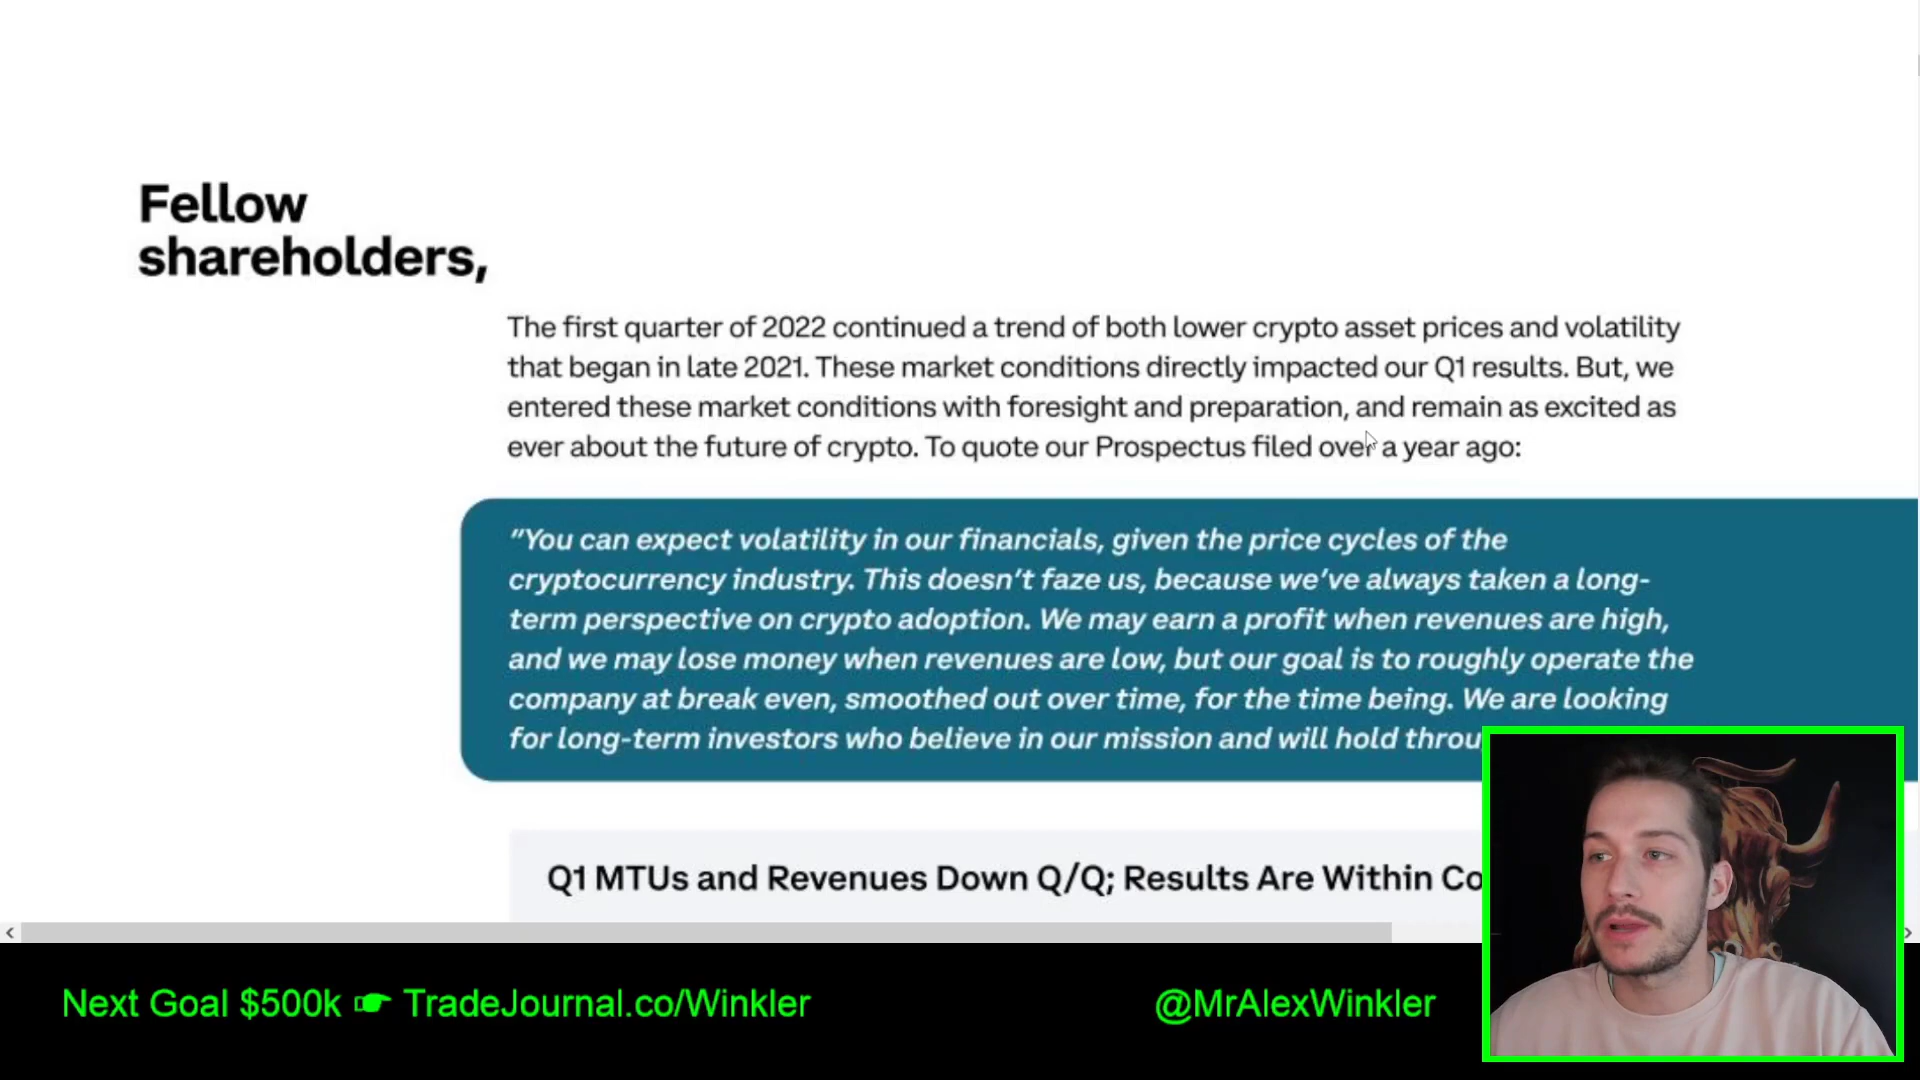 Fellow
shareholders,
The first quarter of 2022 continued a trend of both lower crypto asset prices and volatility
that began in late 2021. These market conditions directly impacted our Q1 results. But, we
entered these market conditions with foresight and preparation, and remain as excited as
ever about the future of crypto. To quote our Prospectus filed over a year ago:
"You can expect volatility in our financials, given the price cycles of the
cryptocurrency industry. This doesn't faze us, because we've always taken a long-
term perspective on crypto adoption. We may earn a profit when revenues are high,
and we may lose money when revenues are low, but our goal is to roughly operate the
company at break even, smoothed out over time, for the time being. We are looking
for long-term investors who believe in our mission and will hold
Q1 MTUs and Revenues Down Q/Q; Results Are Within
Next Goal $500k 👉 TradeJournal.co/Winkler
@MrAlexWinkler